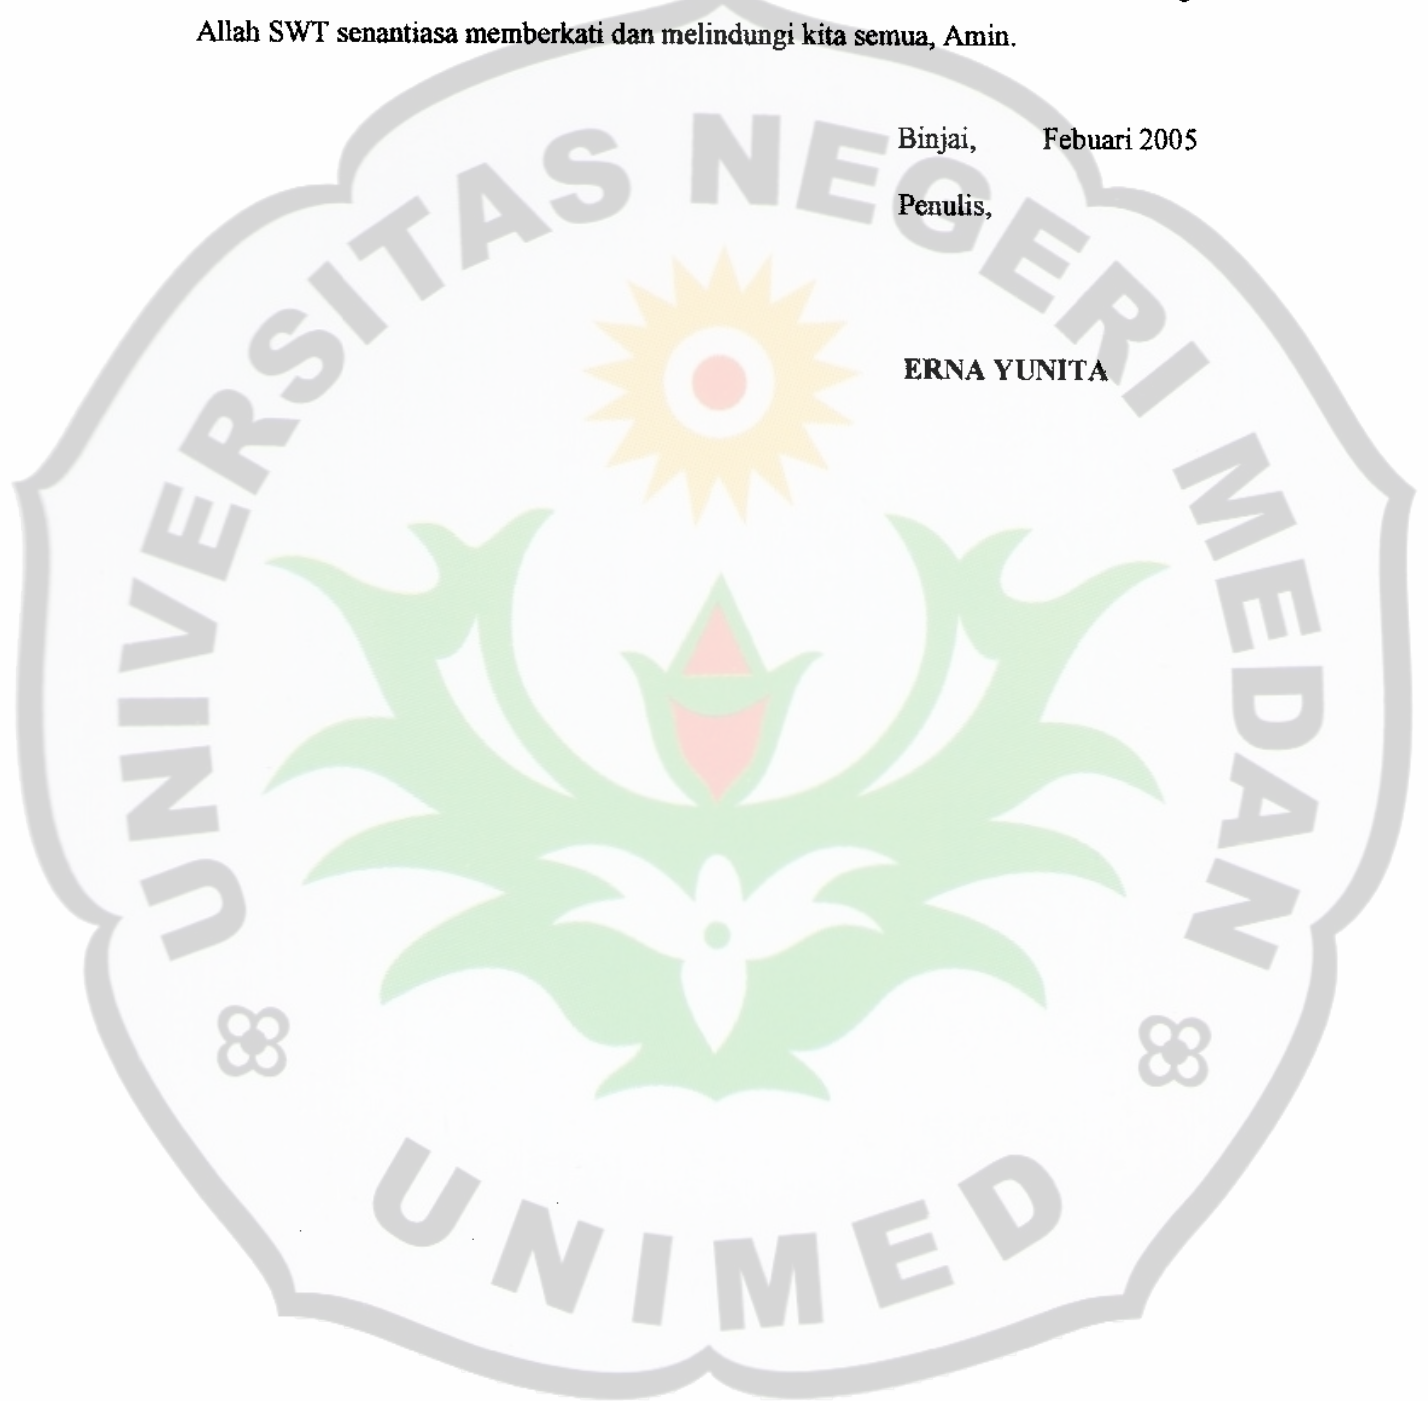 Allah SWT senantiasa memberkati dan melindungi kita semua, Amin.
Binjai, Febuari 2005
Penulis,
ERNA YUNITA
UNIVERSITAS NEGERI MEDAN
UNIMED